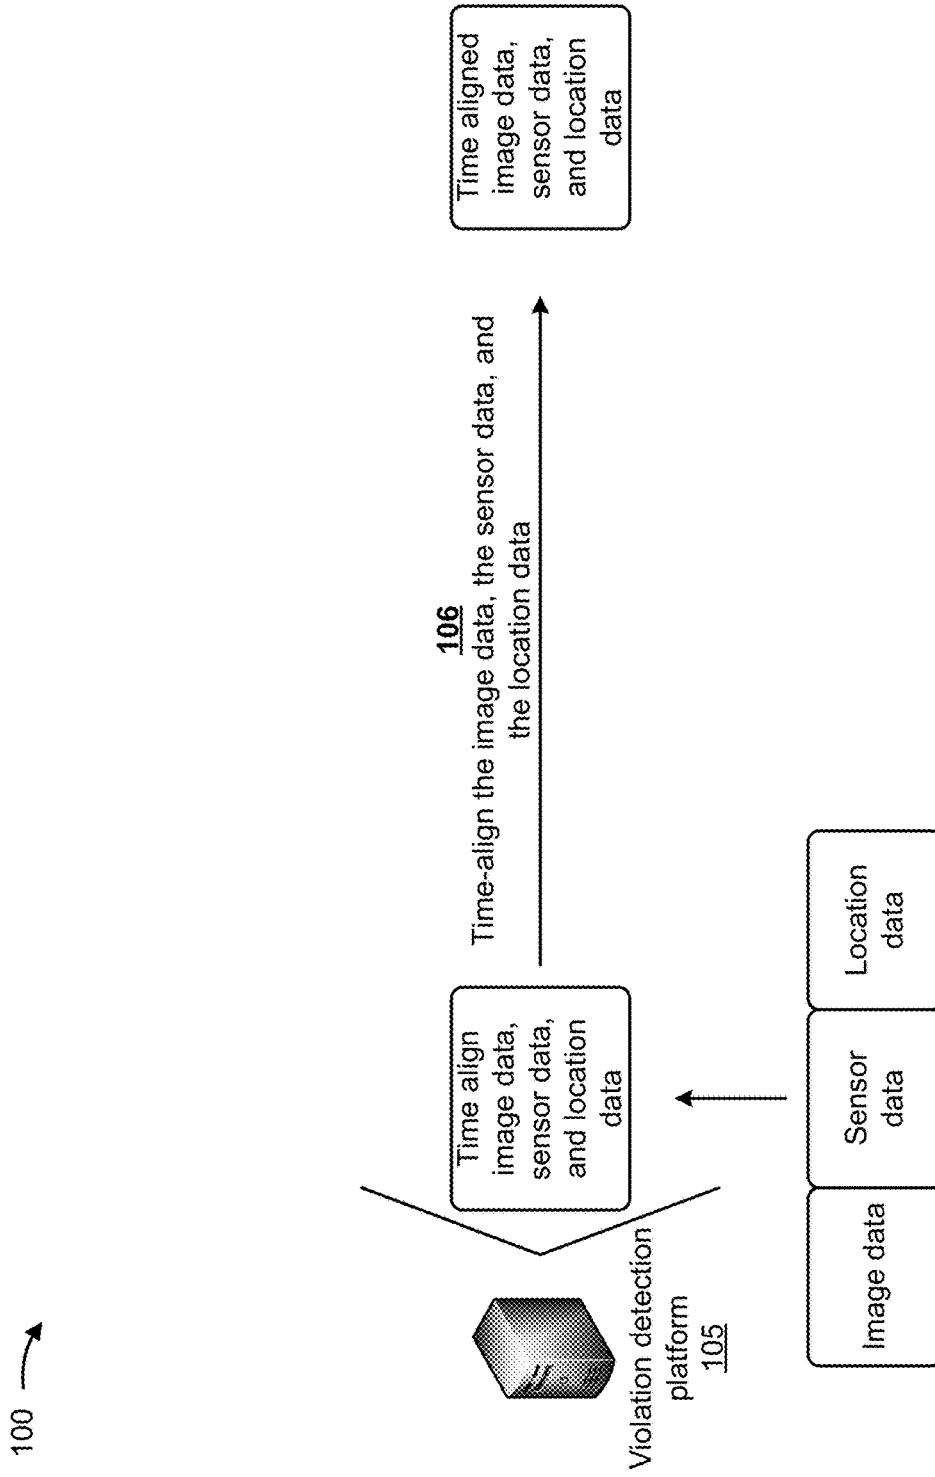 100
106
Time-align the image data, the sensor data, and
the location data
Time align
image data,
sensor data,
and location
data
Time aligned
image data,
sensor data,
and location
data
Violation detection
platform
105
Image data
Sensor
data
Location
data